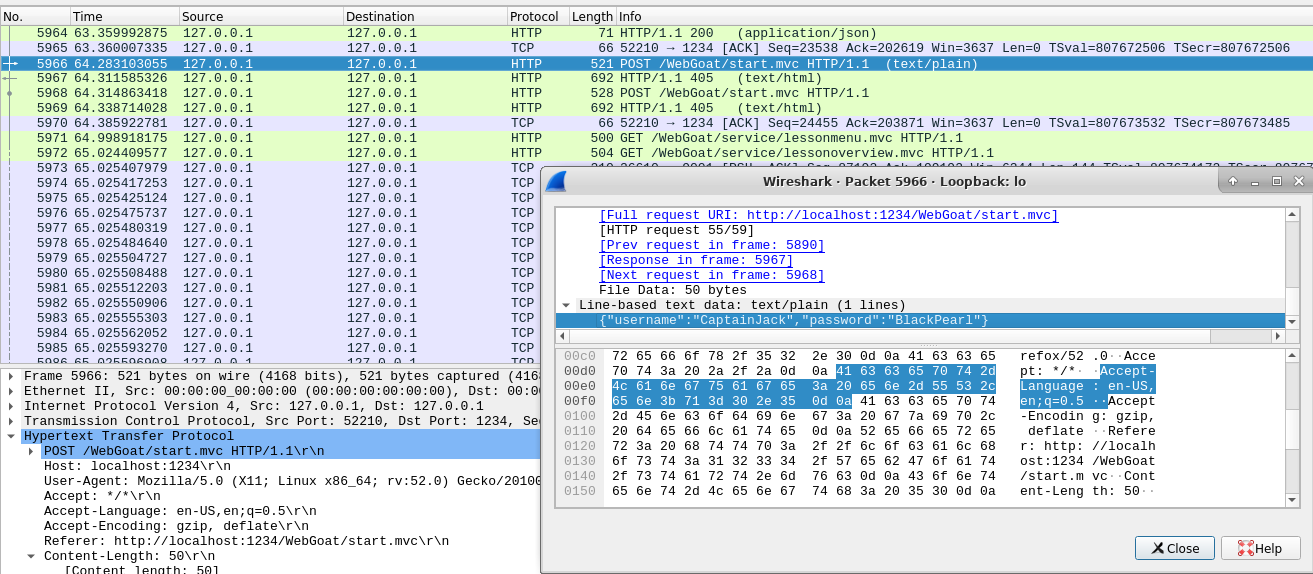 No. Time Source Destination Protocol Length Info
5964 63.359992875 127.0.0.1 127.0.0.1 HTTP 71 HTTP/1.1 200 (application/json)
5965 63.360007335 127.0.0.1 127.0.0.1 TCP 66 52210 → 1234 [ACK] Seq=23538 Ack=202619 Win=3637 Len=0 TSval=807672506 TSecr=807672506
5966 64.283103055 127.0.0.1 127.0.0.1 HTTP 521 POST /WebGoat/start.mvc HTTP/1.1 (text/plain)
5967 64.311585326 127.0.0.1 127.0.0.1 HTTP 692 HTTP/1.1 405 (text/html)
5968 64.314863418 127.0.0.1 127.0.0.1 HTTP 528 POST /WebGoat/start.mvc HTTP/1.1
5969 64.338714028 127.0.0.1 127.0.0.1 HTTP 692 HTTP/1.1 405 (text/html)
5970 64.385922781 127.0.0.1 127.0.0.1 TCP 66 52210 → 1234 [ACK] Seq=24455 Ack=203871 Win=3637 Len=0 TSval=807673532 TSecr=807673485
5971 64.998918175 127.0.0.1 127.0.0.1 HTTP 500 GET /WebGoat/service/lessonmenu.mvc HTTP/1.1
5972 65.024409577 127.0.0.1 127.0.0.1 HTTP 504 GET /WebGoat/service/lessonoverview.mvc HTTP/1.1
5973 65.025407979 127.0.0.1 127.0.0.1 TCP
5974 65.025417253 127.0.0.1 127.0.0.1 TCP
5975 65.025425124 127.0.0.1 127.0.0.1 TCP
5976 65.025475737 127.0.0.1 127.0.0.1 TCP
5977 65.025480319 127.0.0.1 127.0.0.1 TCP
5978 65.025484640 127.0.0.1 127.0.0.1 TCP
5979 65.025504727 127.0.0.1 127.0.0.1 TCP
5980 65.025508488 127.0.0.1 127.0.0.1 TCP
5981 65.025512203 127.0.0.1 127.0.0.1 TCP
5982 65.025550906 127.0.0.1 127.0.0.1 TCP
5983 65.025555303 127.0.0.1 127.0.0.1 TCP
5984 65.025562052 127.0.0.1 127.0.0.1 TCP
5985 65.025593270 127.0.0.1 127.0.0.1 TCP
Frame 5966: 521 bytes on wire (4168 bits), 521 bytes captured (4168
Ethernet II, Src: 00:00:00_00:00:00 (00:00:00:00:00:00), Dst: 00:00
Internet Protocol Version 4, Src: 127.0.0.1, Dst: 127.0.0.1
Transmission Control Protocol, Src Port: 52210, Dst Port: 1234, Se
Hypertext Transfer Protocol
POST /WebGoat/start.mvc HTTP/1.1\r\n
Host: localhost:1234\r\n
User-Agent: Mozilla/5.0 (X11; Linux x86_64; rv:52.0) Gecko/20100
Accept: */*\r\n
Accept-Language: en-US,en;q=0.5\r\n
Accept-Encoding: gzip, deflate\r\n
Referer: http://localhost:1234/WebGoat/start.mvc\r\n
Content-Length: 50\r\n
[Content length: 50]
Wireshark · Packet 5966 · Loopback: lo
[Full request URI: http://localhost:1234/WebGoat/start.mvc]
[HTTP request 55/59]
[Prev request in frame: 5890]
[Response in frame: 5967]
[Next request in frame: 5968]
File Data: 50 bytes
Line-based text data: text/plain (1 lines)
{"username":"CaptainJack","password":"BlackPearl"}
00c0 72 65 66 6f 78 2f 35 32 2e 30 0d 0a 41 63 63 65 refox/52 .0··Acce
00d0 70 74 3a 20 2a 2f 2a 0d 0a 41 63 63 65 70 74 2d pt: */*· ·Accept-
00e0 4c 61 6e 67 75 61 67 65 3a 20 65 6e 2d 55 53 2c Language : en-US,
00f0 65 6e 3b 71 3d 30 2e 35 0d 0a 41 63 63 65 70 74 en;q=0.5 ··Accept
0100 2d 45 6e 63 6f 64 69 6e 67 3a 20 67 7a 69 70 2c -Encodin g: gzip,
0110 20 64 65 66 6c 61 74 65 0d 0a 52 65 66 65 72 65 deflate ··Refere
0120 72 3a 20 68 74 74 70 3a 2f 2f 6c 6f 63 61 6c 68 r: http: //localh
0130 6f 73 74 3a 31 32 33 34 2f 57 65 62 47 6f 61 74 ost:1234 /WebGoat
0140 2f 73 74 61 72 74 2e 6d 76 63 0d 0a 43 6f 6e 74 /start.m vc··Cont
0150 65 6e 74 2d 4c 65 6e 67 74 68 3a 20 35 30 0d 0a ent-Leng th: 50··
Close Help